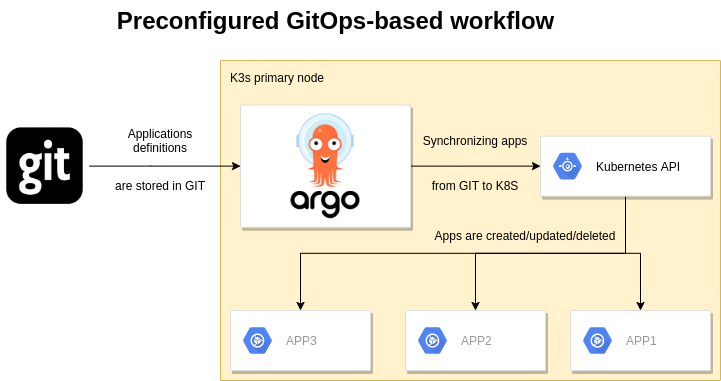 Preconfigured GitOps-based workflow
K3s primary node
git
Applications
definitions
are stored in GIT
argo
Synchronizing apps
from GIT to K8S
Kubernetes API
Apps are created/updated/deleted
APP3
APP2
APP1